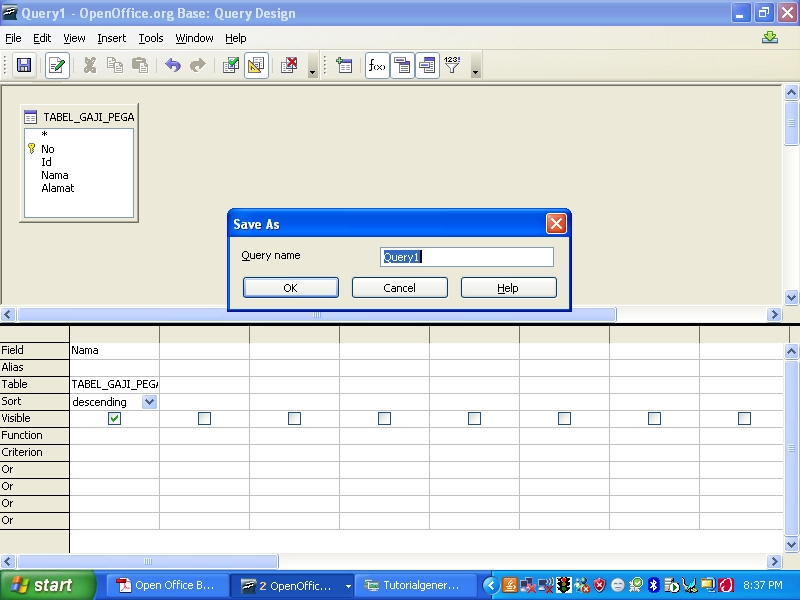 Query1 - OpenOffice.org Base: Query Design
File Edit View Insert Tools Window Help
f(x) 123!
TABEL_GAJI_PEGA
*
No
Id
Nama
Alamat
Save As
Query name Query1
OK Cancel Help
Field Nama
Alias
Table TABEL_GAJI_PEGA
Sort descending
Visible
Function
Criterion
Or
Or
Or
Or
start Open Office B... 2 OpenOffic... Tutorialgener... 8:37 PM